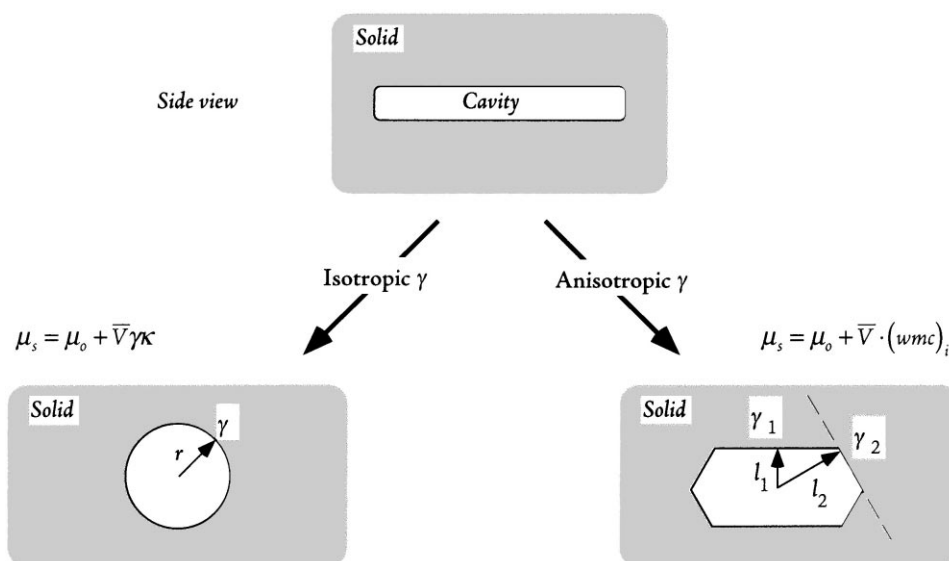 Solid
Side view
Cavity
Isotropic γ
Anisotropic γ
μₛ = μₒ + V̅γκ
μₛ = μₒ + V̅ · (wmc)ᵢ
Solid
γ
r
Solid
γ₁
γ₂
l₁
l₂